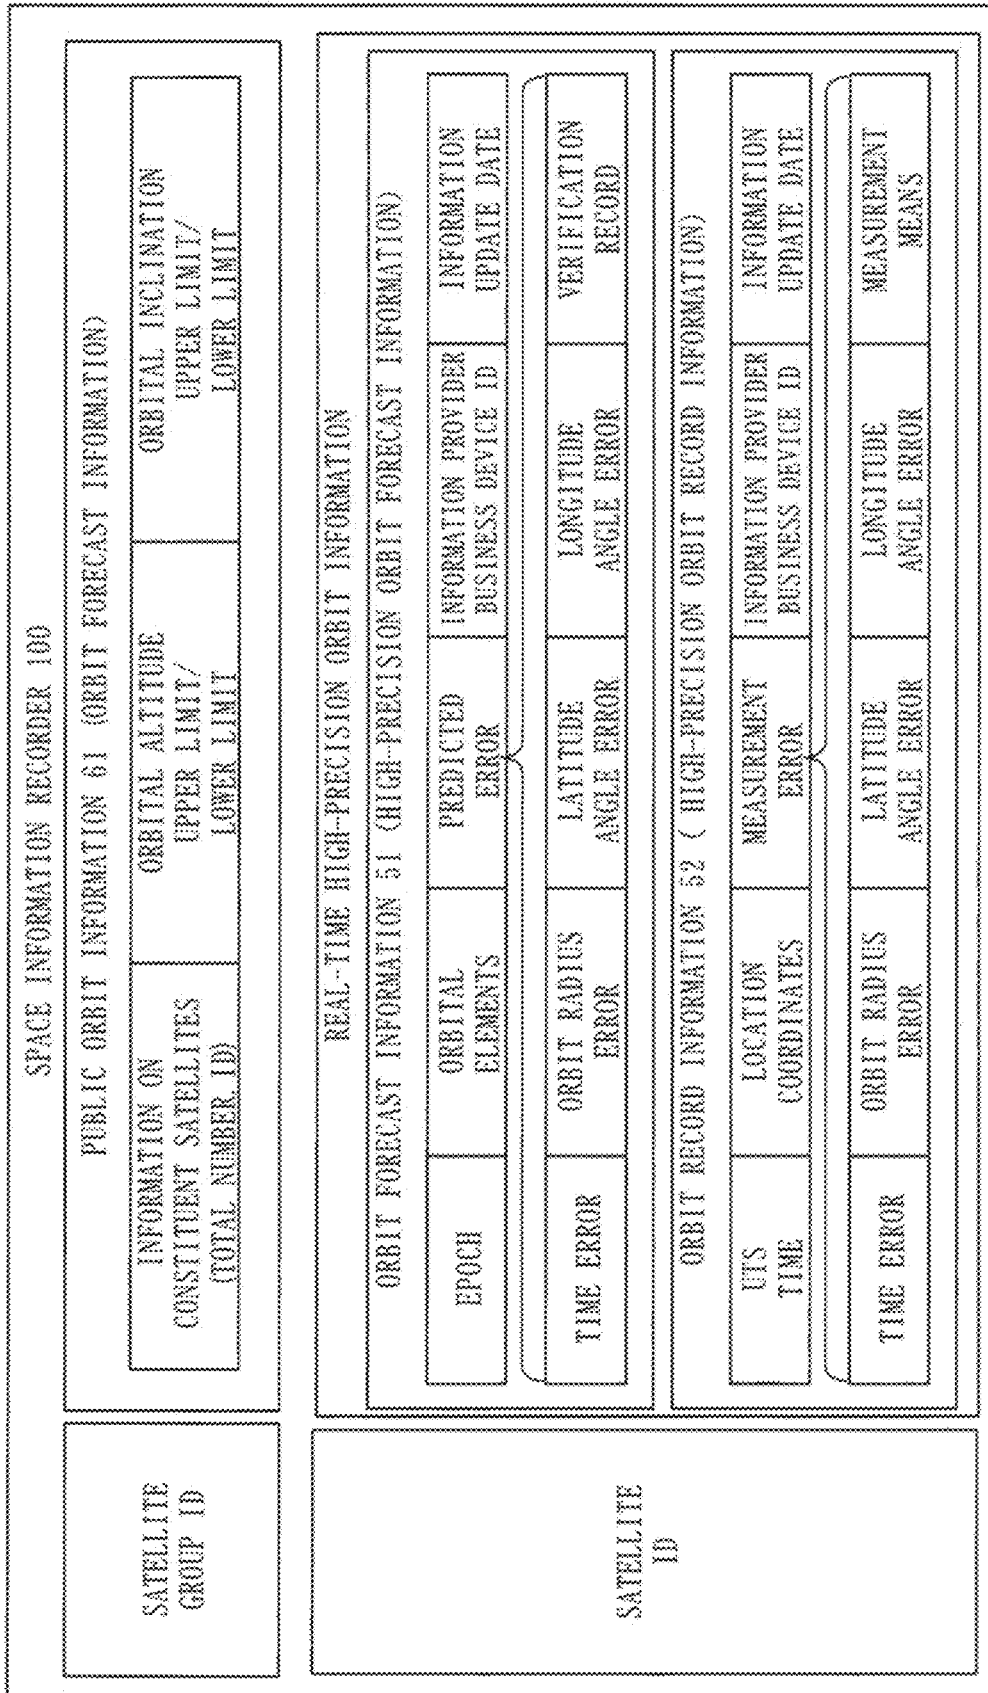 SPACE INFORMATION RECORDER 10D
SATELLITE
GROUP ID
PUBLIC ORBIT INFORMATION 61 (ORBIT FORECAST INFORMATION)
INFORMATION ON
CONSTITUENT SATELLITES
(TOTAL NUMBER ID)
ORBITAL ALTITUDE
UPPER LIMIT/
LOWER LIMIT
ORBITAL INCLINATION
UPPER LIMIT/
LOWER LIMIT
SATELLITE
ID
REAL-TIME HIGH-PRECISION ORBIT INFORMATION
ORBIT FORECAST INFORMATION 51 (HIGH-PRECISION ORBIT FORECAST INFORMATION)
EPOCH
ORBITAL
ELEMENTS
PREDICTED
ERROR
INFORMATION PROVIDER
BUSINESS DEVICE ID
INFORMATION
UPDATE DATE
TIME ERROR
ORBIT RADIUS
ERROR
LATITUDE
ANGLE ERROR
LONGITUDE
ANGLE ERROR
VERIFICATION
RECORD
ORBIT RECORD INFORMATION 52 ( HIGH-PRECISION ORBIT RECORD INFORMATION)
UTS
TIME
LOCATION
COORDINATES
MEASUREMENT
ERROR
INFORMATION PROVIDER
BUSINESS DEVICE ID
INFORMATION
UPDATE DATE
TIME ERROR
ORBIT RADIUS
ERROR
LATITUDE
ANGLE ERROR
LONGITUDE
ANGLE ERROR
MEASUREMENT
MEANS